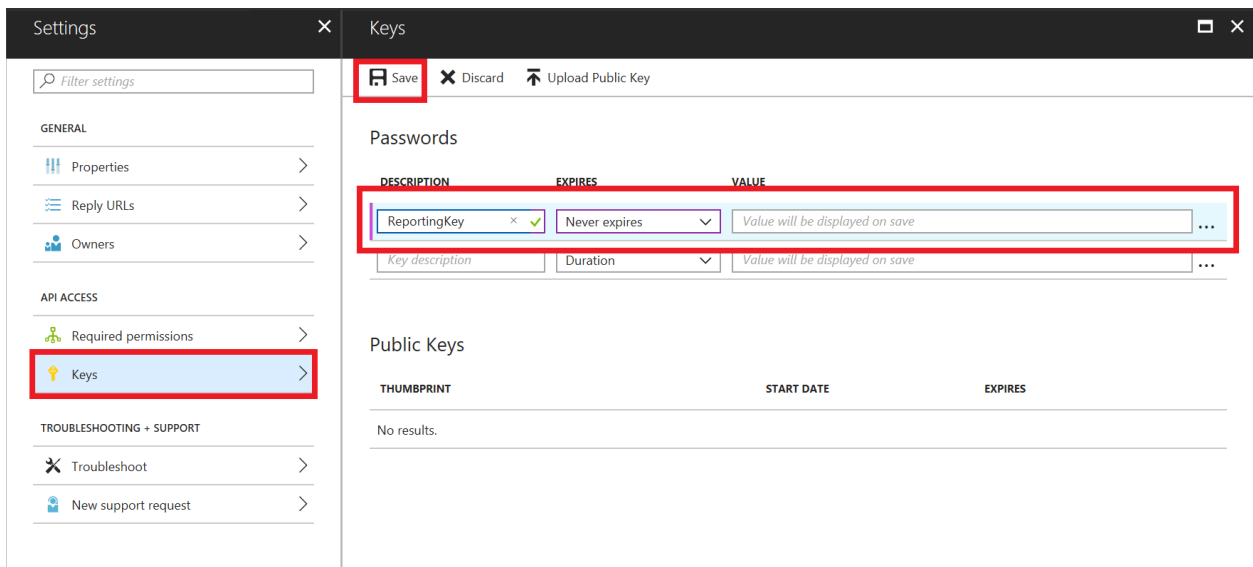 Settings
Filter settings
GENERAL
Properties
Reply URLs
Owners
API ACCESS
Required permissions
Keys
TROUBLESHOOTING + SUPPORT
Troubleshoot
New support request
Keys
Save Discard Upload Public Key
Passwords
DESCRIPTION EXPIRES VALUE
ReportingKey Never expires Value will be displayed on save
Key description Duration Value will be displayed on save
Public Keys
THUMBPRINT START DATE EXPIRES
No results.